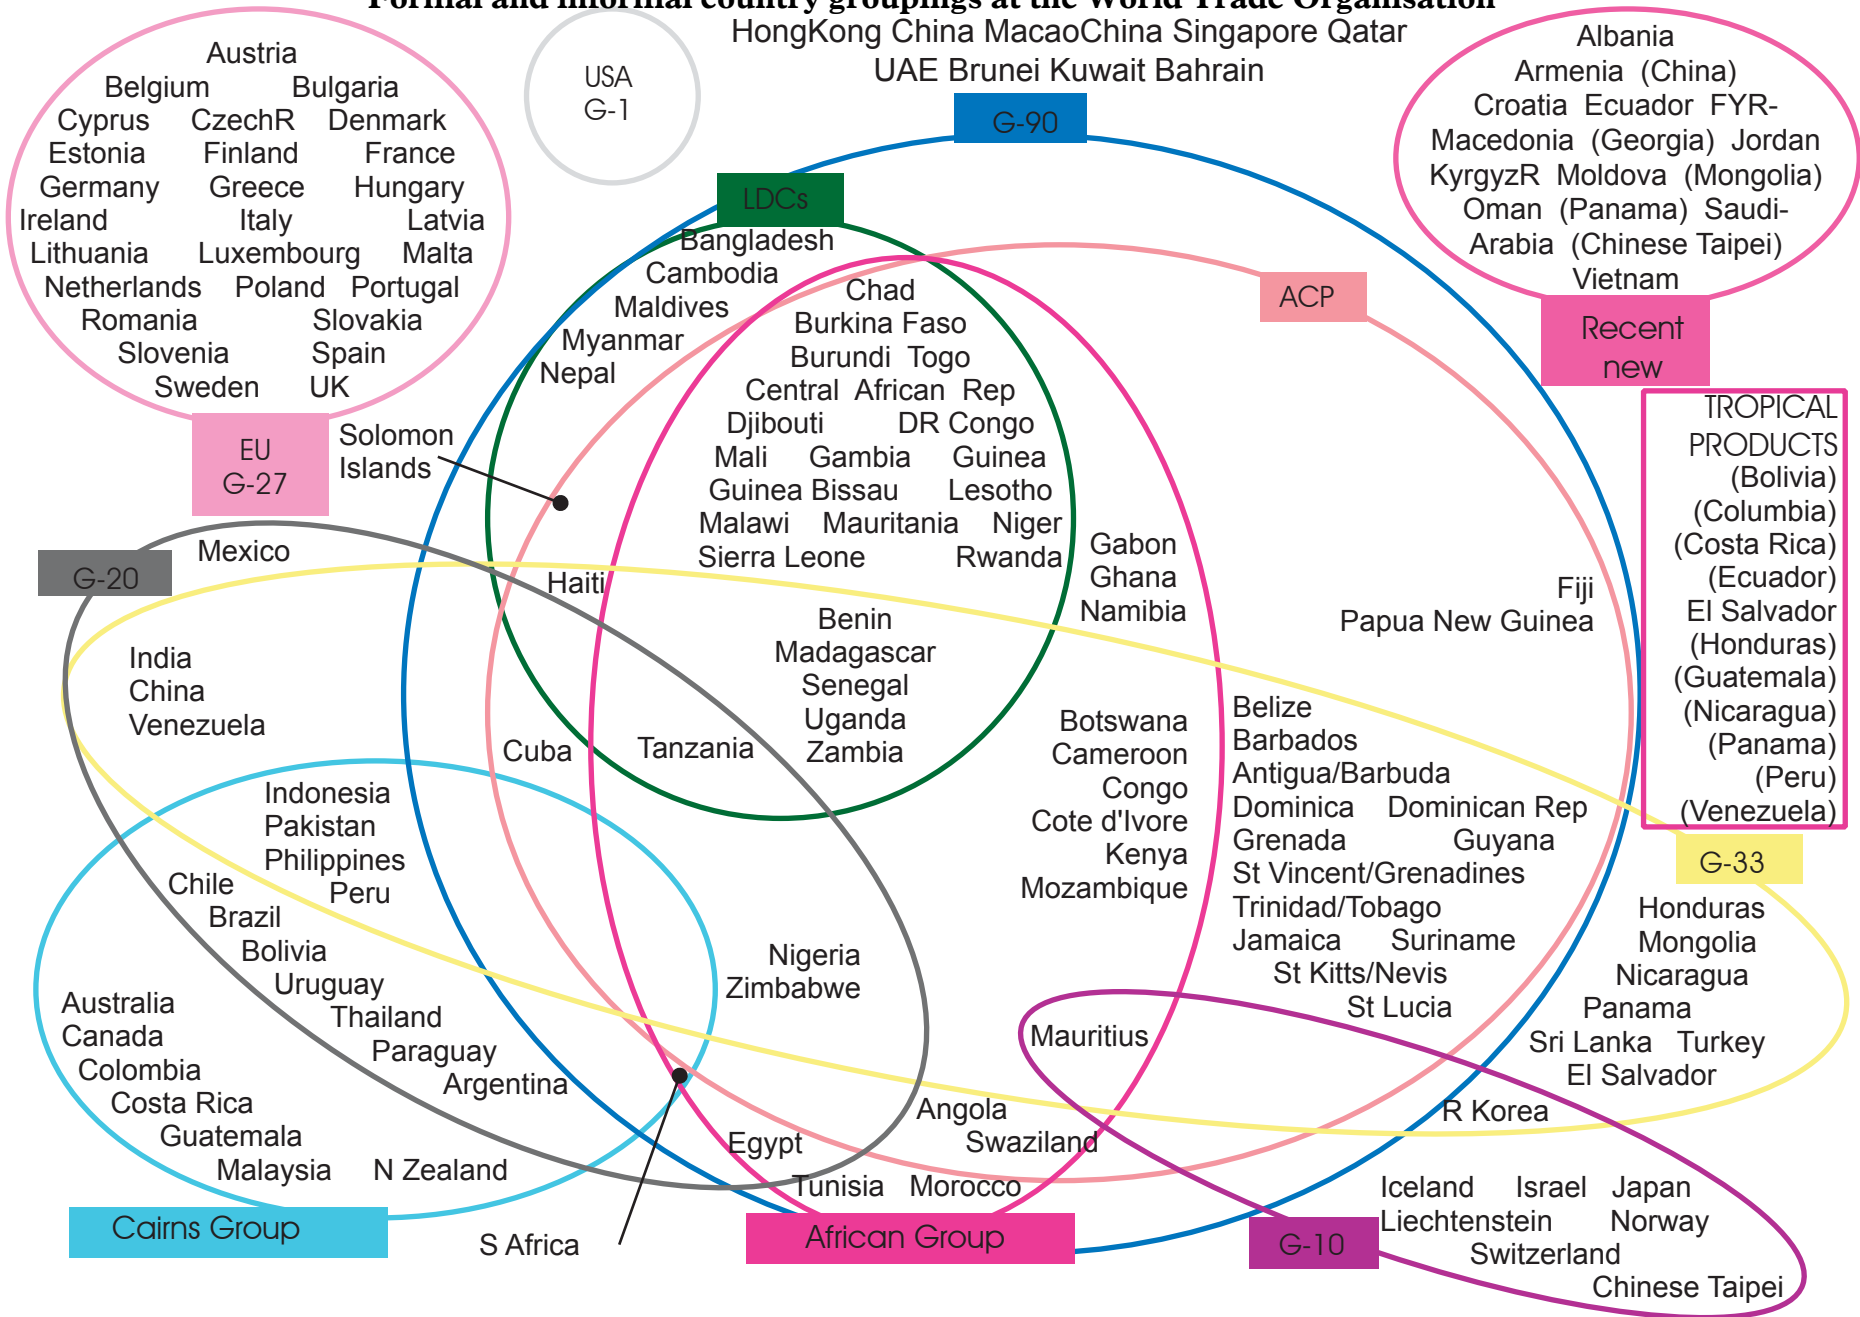 Formal and informal country groupings at the World Trade Organisation
HongKong China MacaoChina Singapore Qatar
UAE Brunei Kuwait Bahrain
USA
G-1
Austria
Belgium Bulgaria
Cyprus CzechR Denmark
Estonia Finland France
Germany Greece Hungary
Ireland Italy Latvia
Lithuania Luxembourg Malta
Netherlands Poland Portugal
Romania Slovakia
Slovenia Spain
Sweden UK
EU
G-27
Albania
Armenia (China)
Croatia Ecuador FYR-
Macedonia (Georgia) Jordan
KyrgyzR Moldova (Mongolia)
Oman (Panama) Saudi-
Arabia (Chinese Taipei)
Vietnam
Recent
new
G-90
LDCs
Bangladesh
Cambodia
Maldives
Myanmar
Nepal
ACP
Chad
Burkina Faso
Burundi Togo
Central African Rep
Djibouti DR Congo
Mali Gambia Guinea
Guinea Bissau Lesotho
Malawi Mauritania Niger
Sierra Leone Rwanda
Solomon
Islands
TROPICAL
PRODUCTS
(Bolivia)
(Columbia)
(Costa Rica)
(Ecuador)
El Salvador
(Honduras)
(Guatemala)
(Nicaragua)
(Panama)
(Peru)
(Venezuela)
G-20
Mexico
Haiti
Gabon
Ghana
Namibia
Fiji
Papua New Guinea
Benin
Madagascar
Senegal
Uganda
Zambia
India
China
Venezuela
Cuba
Tanzania
Botswana
Cameroon
Congo
Cote d'Ivore
Kenya
Mozambique
Belize
Barbados
Antigua/Barbuda
Dominica Dominican Rep
Grenada Guyana
St Vincent/Grenadines
Trinidad/Tobago
Jamaica Suriname
St Kitts/Nevis
St Lucia
G-33
Honduras
Mongolia
Nicaragua
Panama
Sri Lanka Turkey
El Salvador
Indonesia
Pakistan
Philippines
Peru
Chile
Brazil
Bolivia
Uruguay
Thailand
Paraguay
Argentina
Australia
Canada
Colombia
Costa Rica
Guatemala
Malaysia N Zealand
Nigeria
Zimbabwe
Mauritius
Angola
Swaziland
R Korea
Egypt
Tunisia Morocco
Iceland Israel Japan
Liechtenstein Norway
Switzerland
Chinese Taipei
Cairns Group
S Africa
African Group
G-10